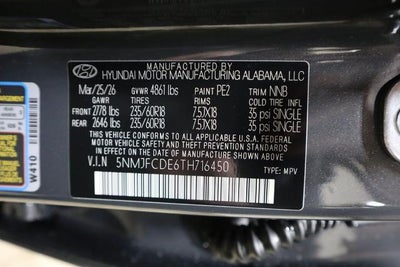 MANUFACTURED BY
HYUNDAI MOTOR MANUFACTURING ALABAMA, LLC
Mar/25/26 GVWR 4861 lbs PAINT PE2 TRIM NNB
GAWR TIRES RIMS COLD TIRE INFL
FRONT 2778 lbs 235/60R18 7.5JX18 35 psi SINGLE
REAR 2646 lbs 235/60R18 7.5JX18 35 psi SINGLE
THIS VEHICLE CONFORMS TO ALL APPLICABLE U.S.A. FEDERAL
MOTOR VEHICLE SAFETY, BUMPER, AND
THEFT PREVENTION STANDARDS IN EFFECT ON THE DATE OF
MANUFACTURE SHOWN ABOVE.
V.I.N 5NMJFCDE6TH716450
TYPE: MPV
W410